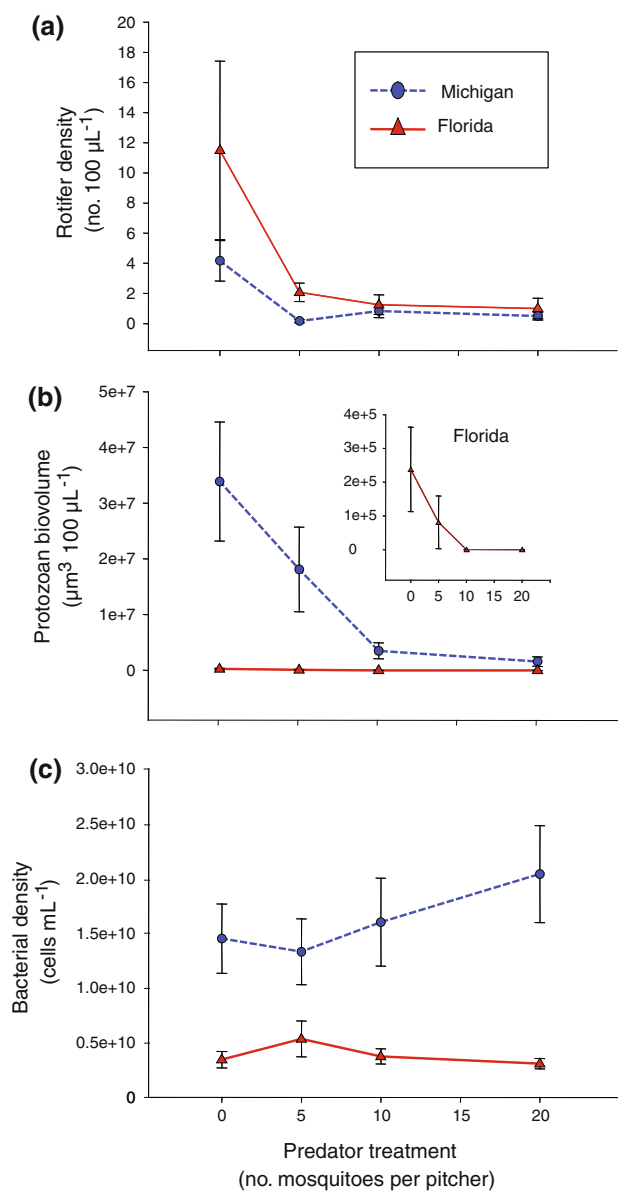 (a)
20
18
16
14
12
10
8
6
4
2
0
Rotifer density
(no. 100 µL⁻¹)
Michigan
Florida
(b)
5e+7
4e+7
3e+7
2e+7
1e+7
0
Protozoan biovolume
(µm³ 100 µL⁻¹)
Florida
4e+5
3e+5
2e+5
1e+5
0
0 5 10 15 20
(c)
3.0e+10
2.5e+10
2.0e+10
1.5e+10
1.0e+10
0.5e+10
0
Bacterial density
(cells mL⁻¹)
0 5 10 15 20
Predator treatment
(no. mosquitoes per pitcher)